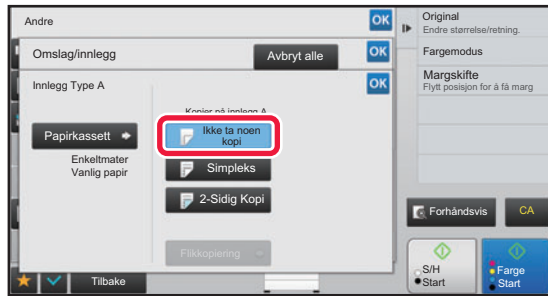 Andre
OK
Omslag/innlegg
Avbryt alle
OK
Innlegg Type A
OK
Kopier på innlegg A
Papirkassett
Enkeltmater
Vanlig papir
Ikke ta noen
kopi
Simpleks
2-Sidig Kopi
Flikkopiering
Tilbake
Original
Endre størrelse/retning.
Fargemodus
Margskifte
Flytt posisjon for å få marg
Forhåndsvis
CA
S/H
Start
Farge
Start